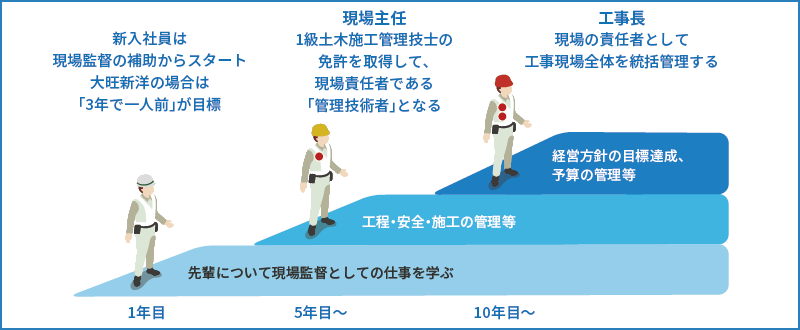 新入社員は
現場監督の補助からスタート
大旺新洋の場合は
「3年で一人前」が目標
現場主任
1級土木施工管理技士の
免許を取得して、
現場責任者である
「管理技術者」となる
工事長
現場の責任者として
工事現場全体を統括管理する
経営方針の目標達成、
予算の管理等
工程・安全・施工の管理等
先輩について現場監督としての仕事を学ぶ
1年目
5年目～
10年目～